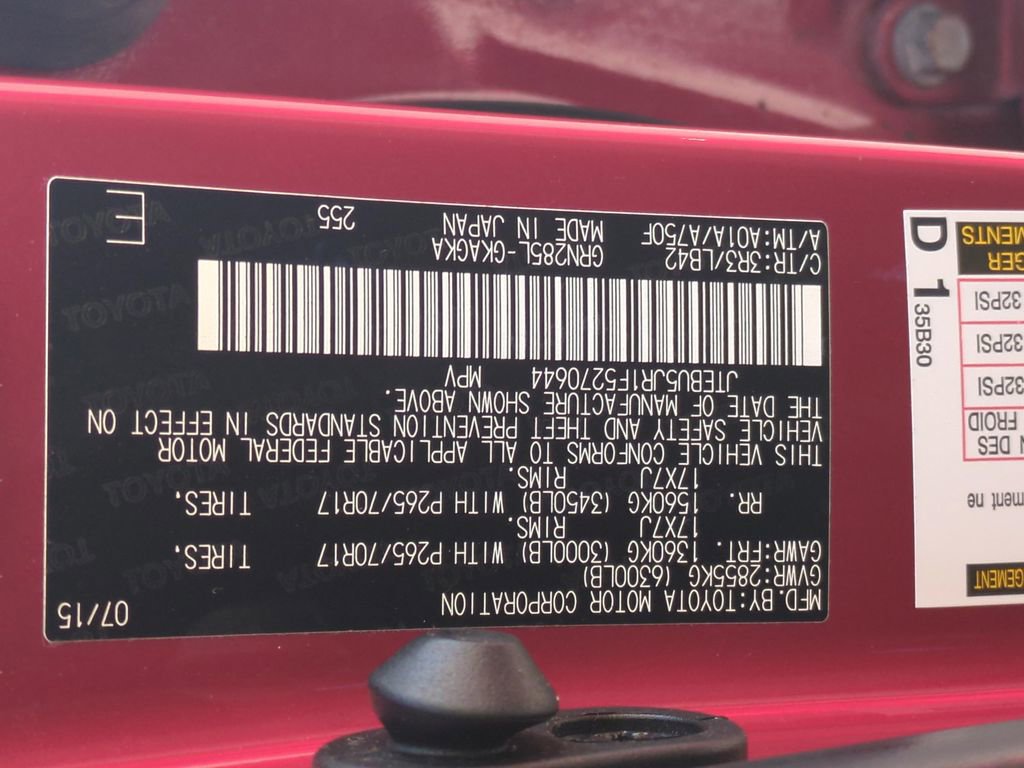 07/15
MFD.BY:TOYOTA MOTOR CORPORATION
GVWR:2855KG (6300LB)
GAWR:FRT. 1360KG (3000LB) WITH P265/70R17 TIRES.
17X7J RIMS.
RR. 1560KG (3450LB) WITH P265/70R17 TIRES.
17X7J RIMS.
THIS VEHICLE CONFORMS TO ALL APPLICABLE FEDERAL MOTOR
VEHICLE SAFETY AND THEFT PREVENTION STANDARDS IN EFFECT ON
THE DATE OF MANUFACTURE SHOWN ABOVE.
JTEBU5JR1F5270644 MPV
C/TR:3R3/LB42 GRN285L-GKAGKA
A/TM:A01A/A750F MADE IN JAPAN 255
E
TOYOTA
DES
FROID
32PSI
32PSI
32PSI
35B30
D 1